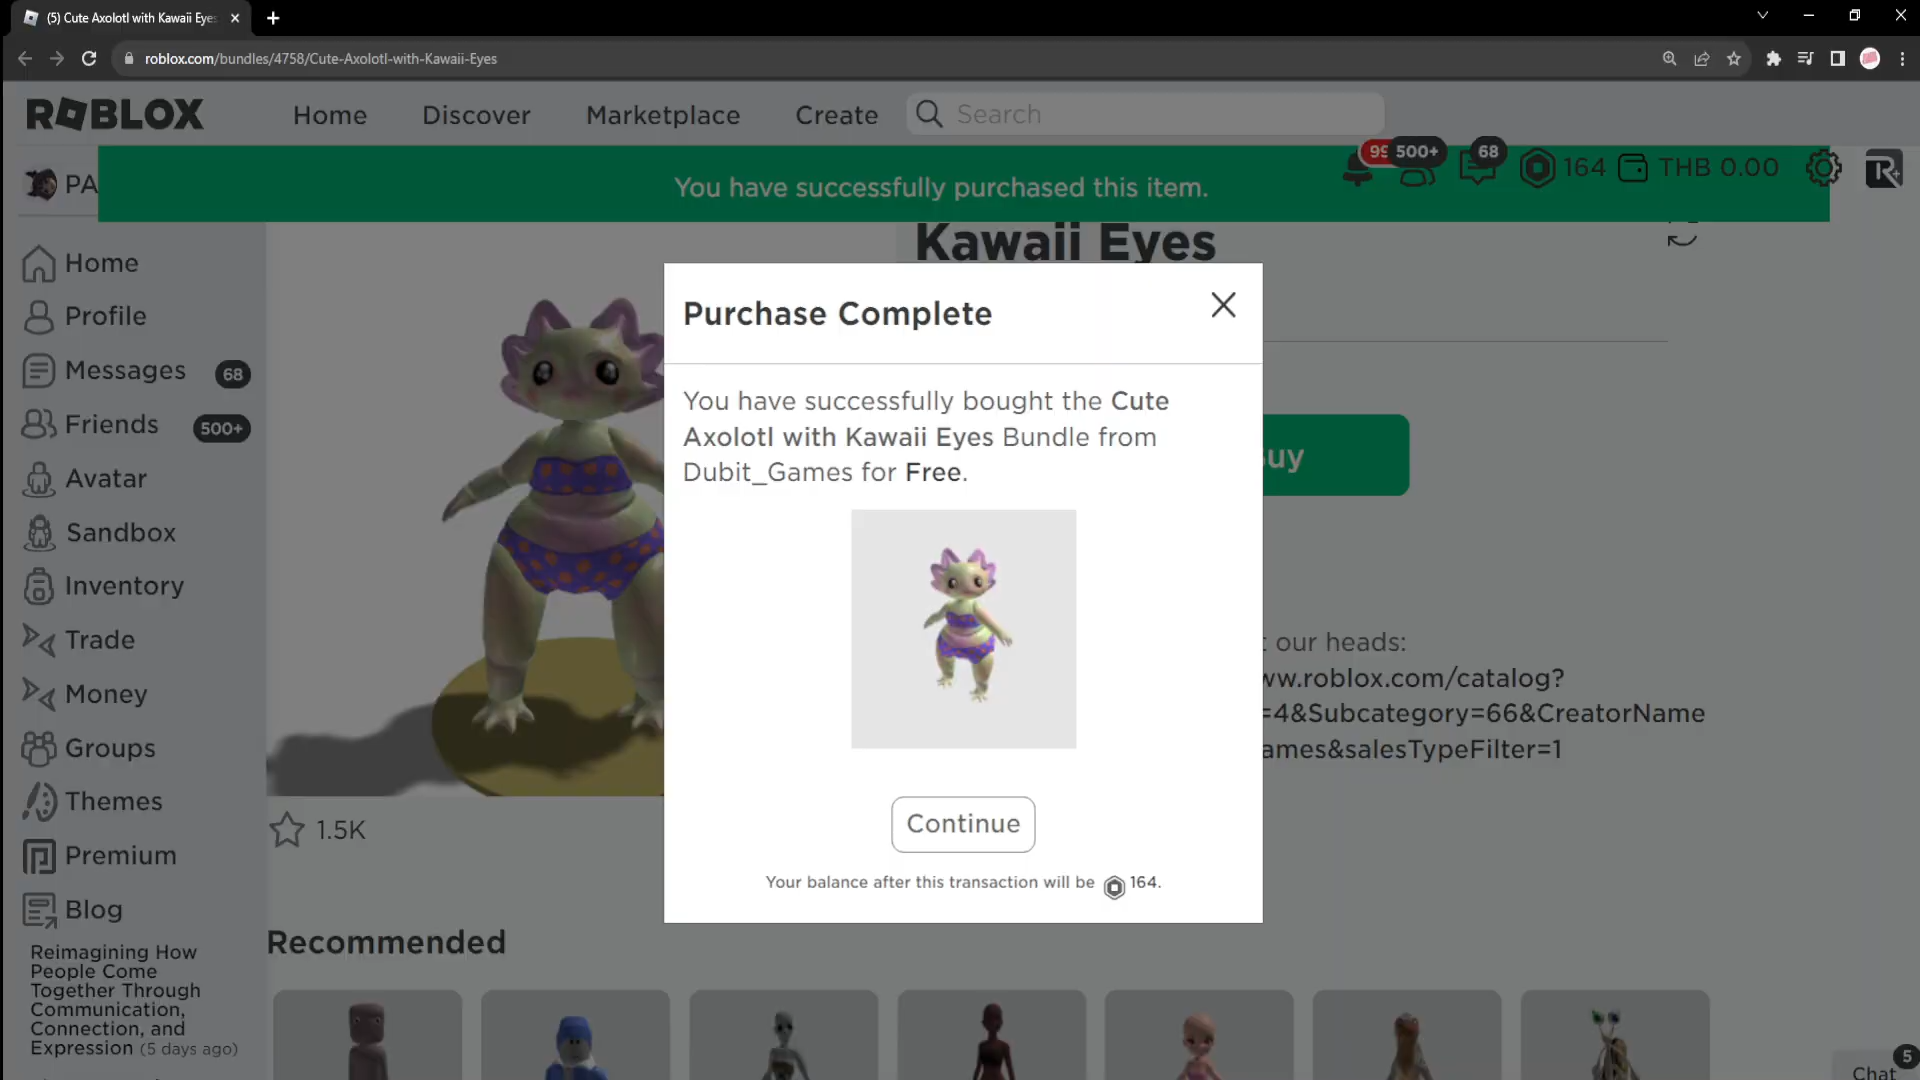 (5) Cute Axolotl with Kawaii Eyes
roblox.com/bundles/4758/Cute-Axolotl-with-Kawaii-Eyes
ROBLOX
Home
Discover
Marketplace
Create
Search
PA
You have successfully purchased this item.
99
500+
68
164
THB 0.00
R+
Kawaii Eyes
Home
Profile
Messages
68
Friends
500+
Avatar
Sandbox
Inventory
Trade
Money
Groups
Themes
Premium
Blog
Reimagining How
People Come
Together Through
Communication,
Connection, and
Expression (5 days ago)
Purchase Complete
You have successfully bought the Cute
Axolotl with Kawaii Eyes Bundle from
Dubit_Games for Free.
Continue
Your balance after this transaction will be 164.
uy
t our heads:
ww.roblox.com/catalog?
=4&Subcategory=66&CreatorName
ames&salesTypeFilter=1
1.5K
Recommended
Chat
5